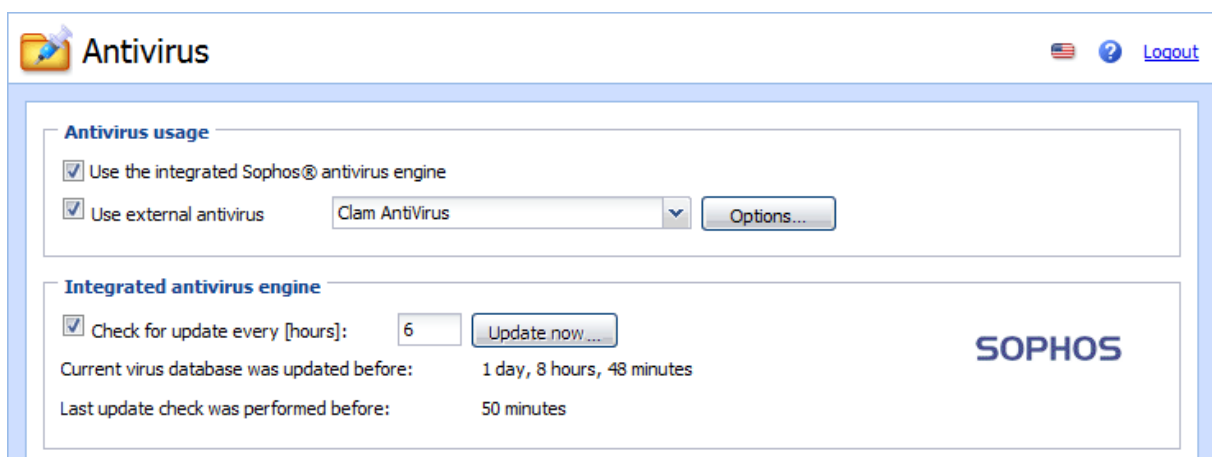 Antivirus
Logout
Antivirus usage
Use the integrated Sophos® antivirus engine
Use external antivirus Clam AntiVirus Options...
Integrated antivirus engine
Check for update every [hours]: 6 Update now...
SOPHOS
Current virus database was updated before: 1 day, 8 hours, 48 minutes
Last update check was performed before: 50 minutes